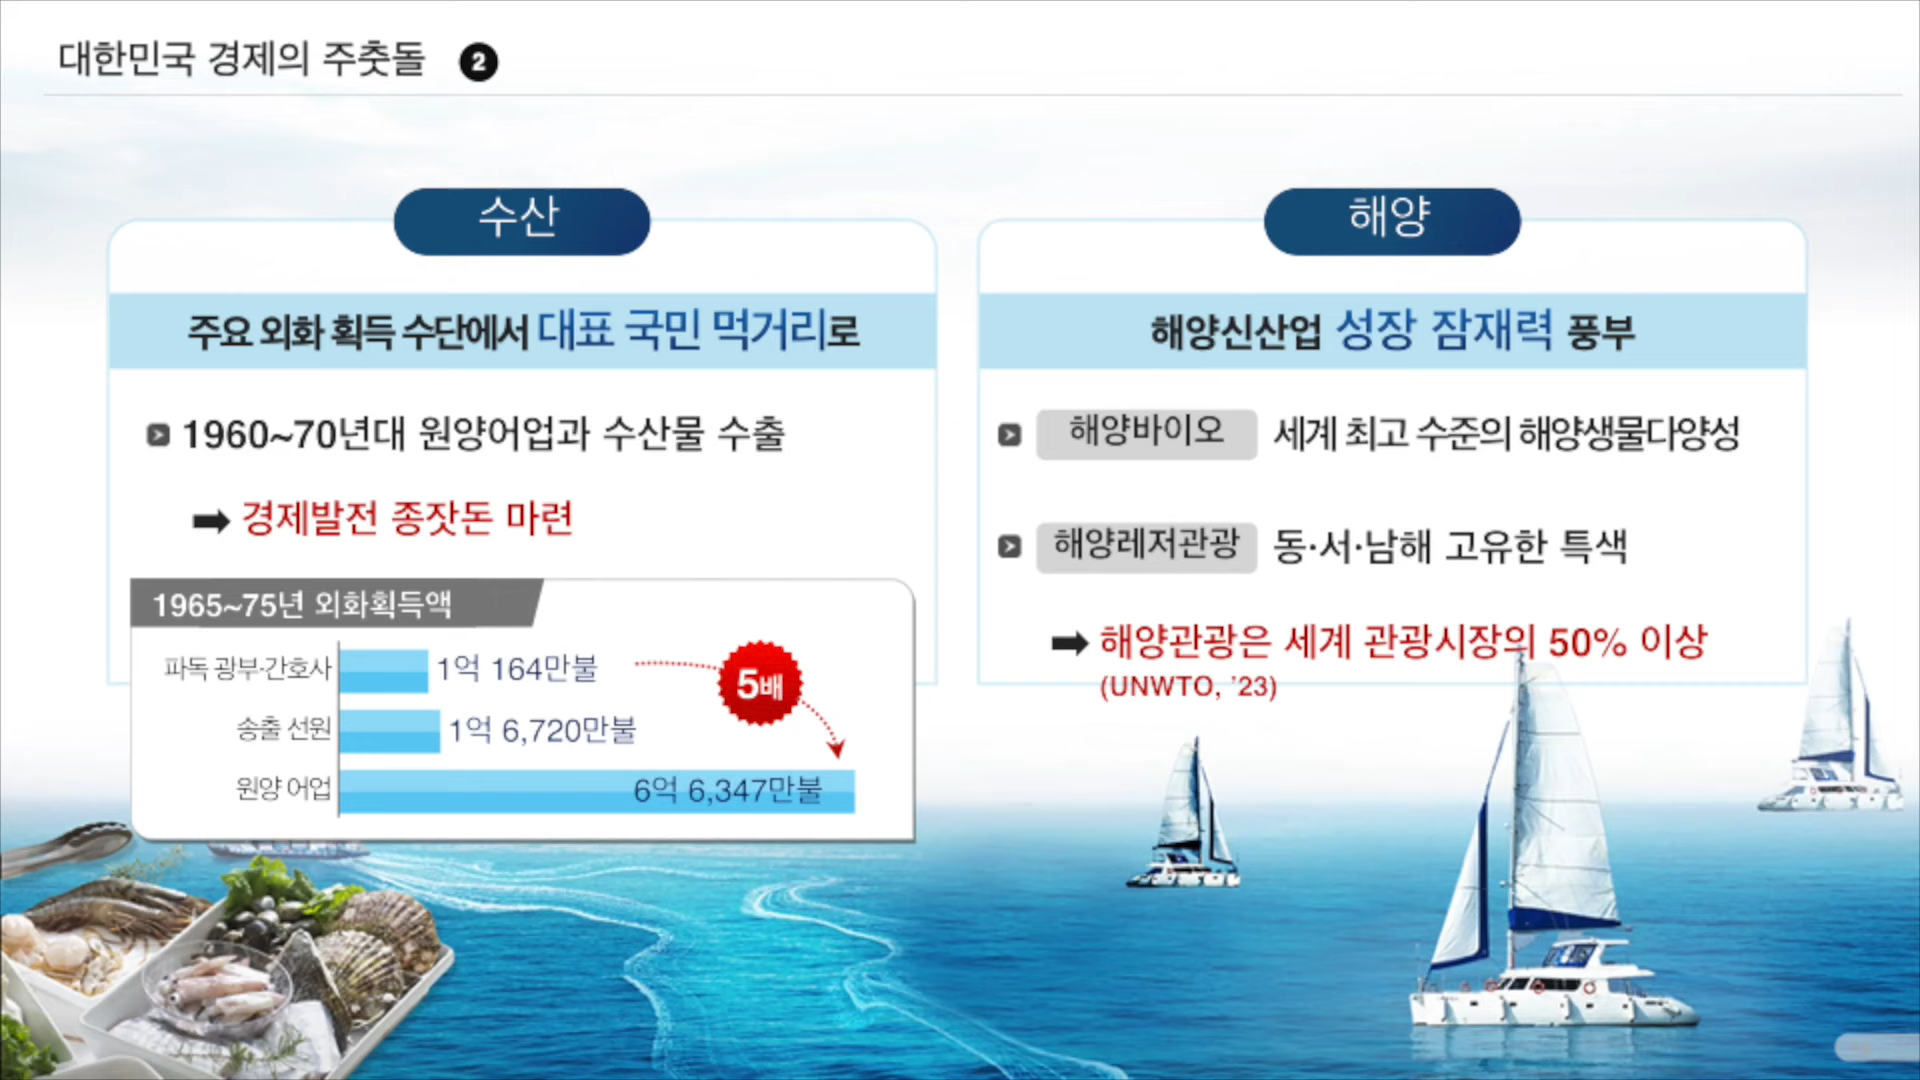 대한민국 경제의 주춧돌 2
수산
주요 외화 획득 수단에서 대표 국민 먹거리로
1960~70년대 원양어업과 수산물 수출
➡ 경제발전 종잣돈 마련
1965~75년 외화획득액
파독 광부·간호사 1억 164만불
5배
송출 선원 1억 6,720만불
원양 어업 6억 6,347만불
해양
해양신산업 성장 잠재력 풍부
해양바이오 세계 최고 수준의 해양생물다양성
해양레저관광 동·서·남해 고유한 특색
➡ 해양관광은 세계 관광시장의 50% 이상
(UNWTO, ’23)